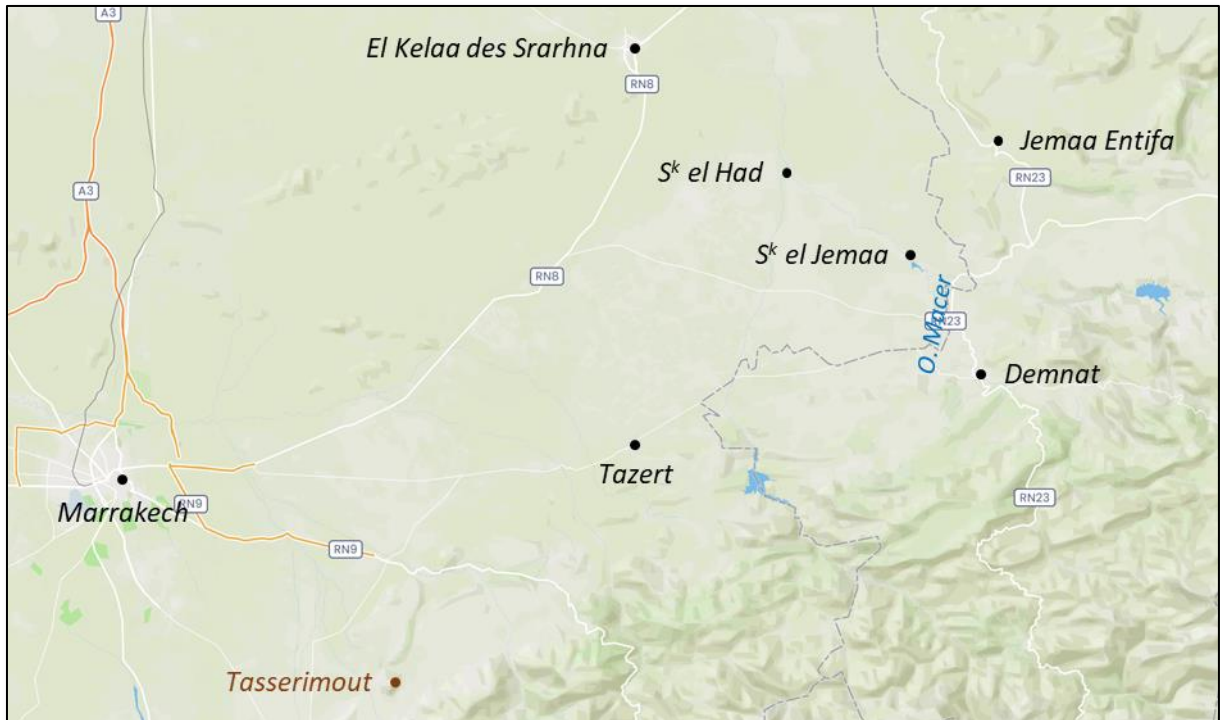 A3
El Kelaa des Srarhna
RN8
Jemaa Entifa
Sᵏ el Had
RN23
A3
Sᵏ el Jemaa
RN8
O. Macer
RN23
Demnat
Tazert
Marrakech
RN9
RN23
RN9
Tasserimout